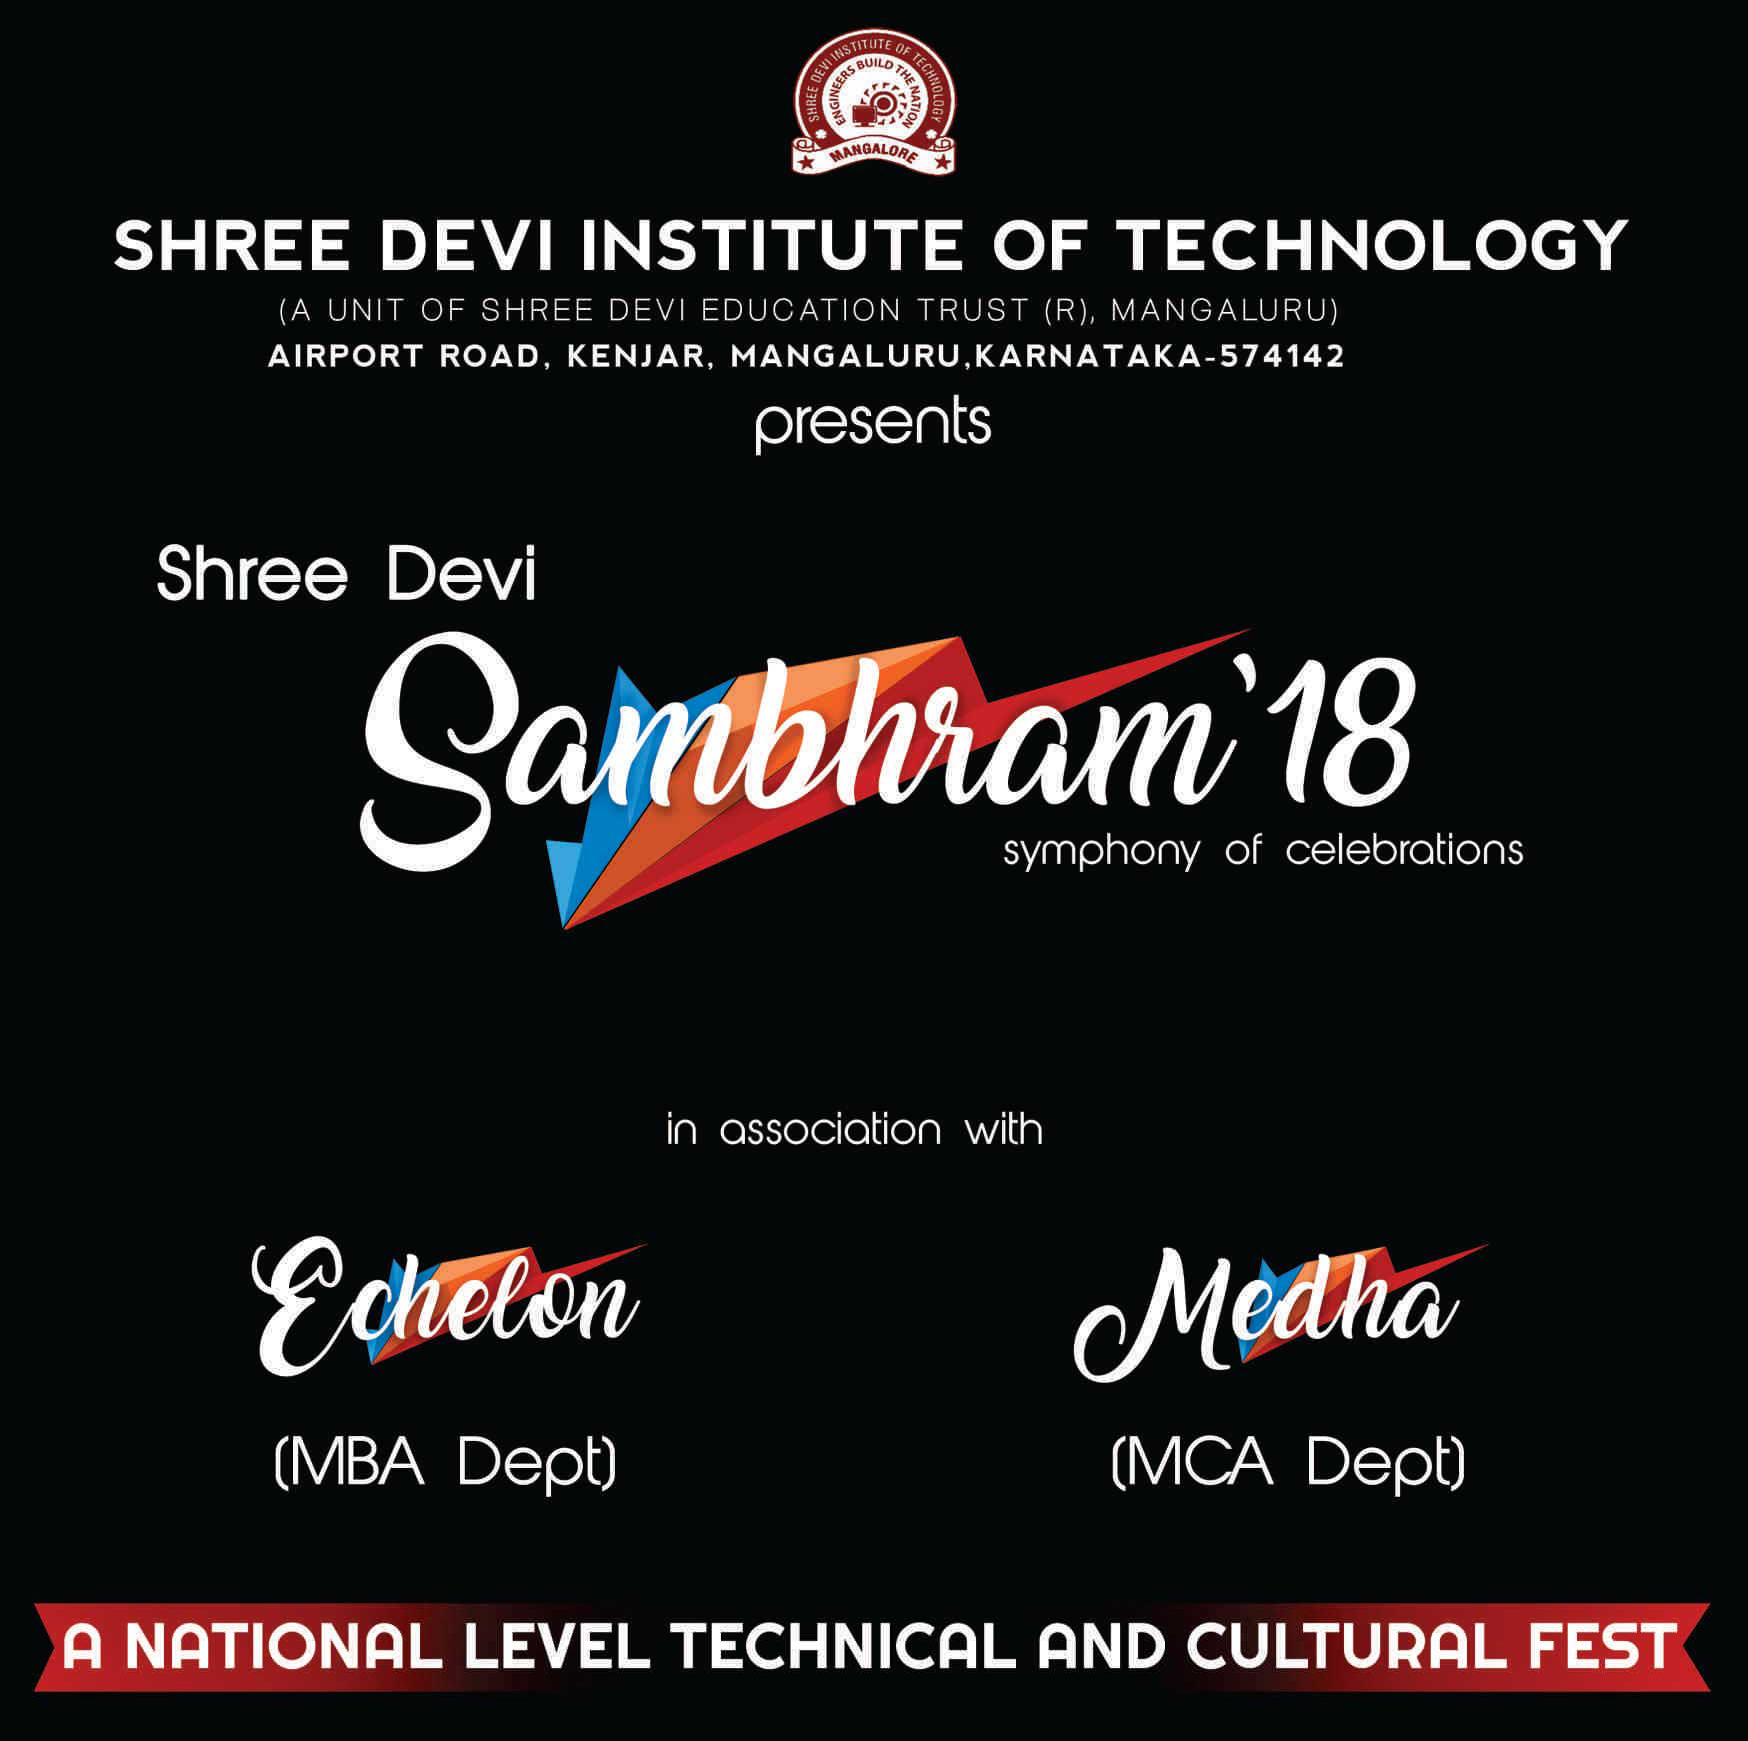 SHREE DEVI INSTITUTE OF TECHNOLOGY
ENGINEERS BUILD THE NATION
MANGALORE
SHREE DEVI INSTITUTE OF TECHNOLOGY
(A UNIT OF SHREE DEVI EDUCATION TRUST (R), MANGALURU)
AIRPORT ROAD, KENJAR, MANGALURU,KARNATAKA-574142
presents
Shree Devi
Sambhram'18
symphony of celebrations
in association with
Echelon
(MBA Dept)
Medha
(MCA Dept)
A NATIONAL LEVEL TECHNICAL AND CULTURAL FEST